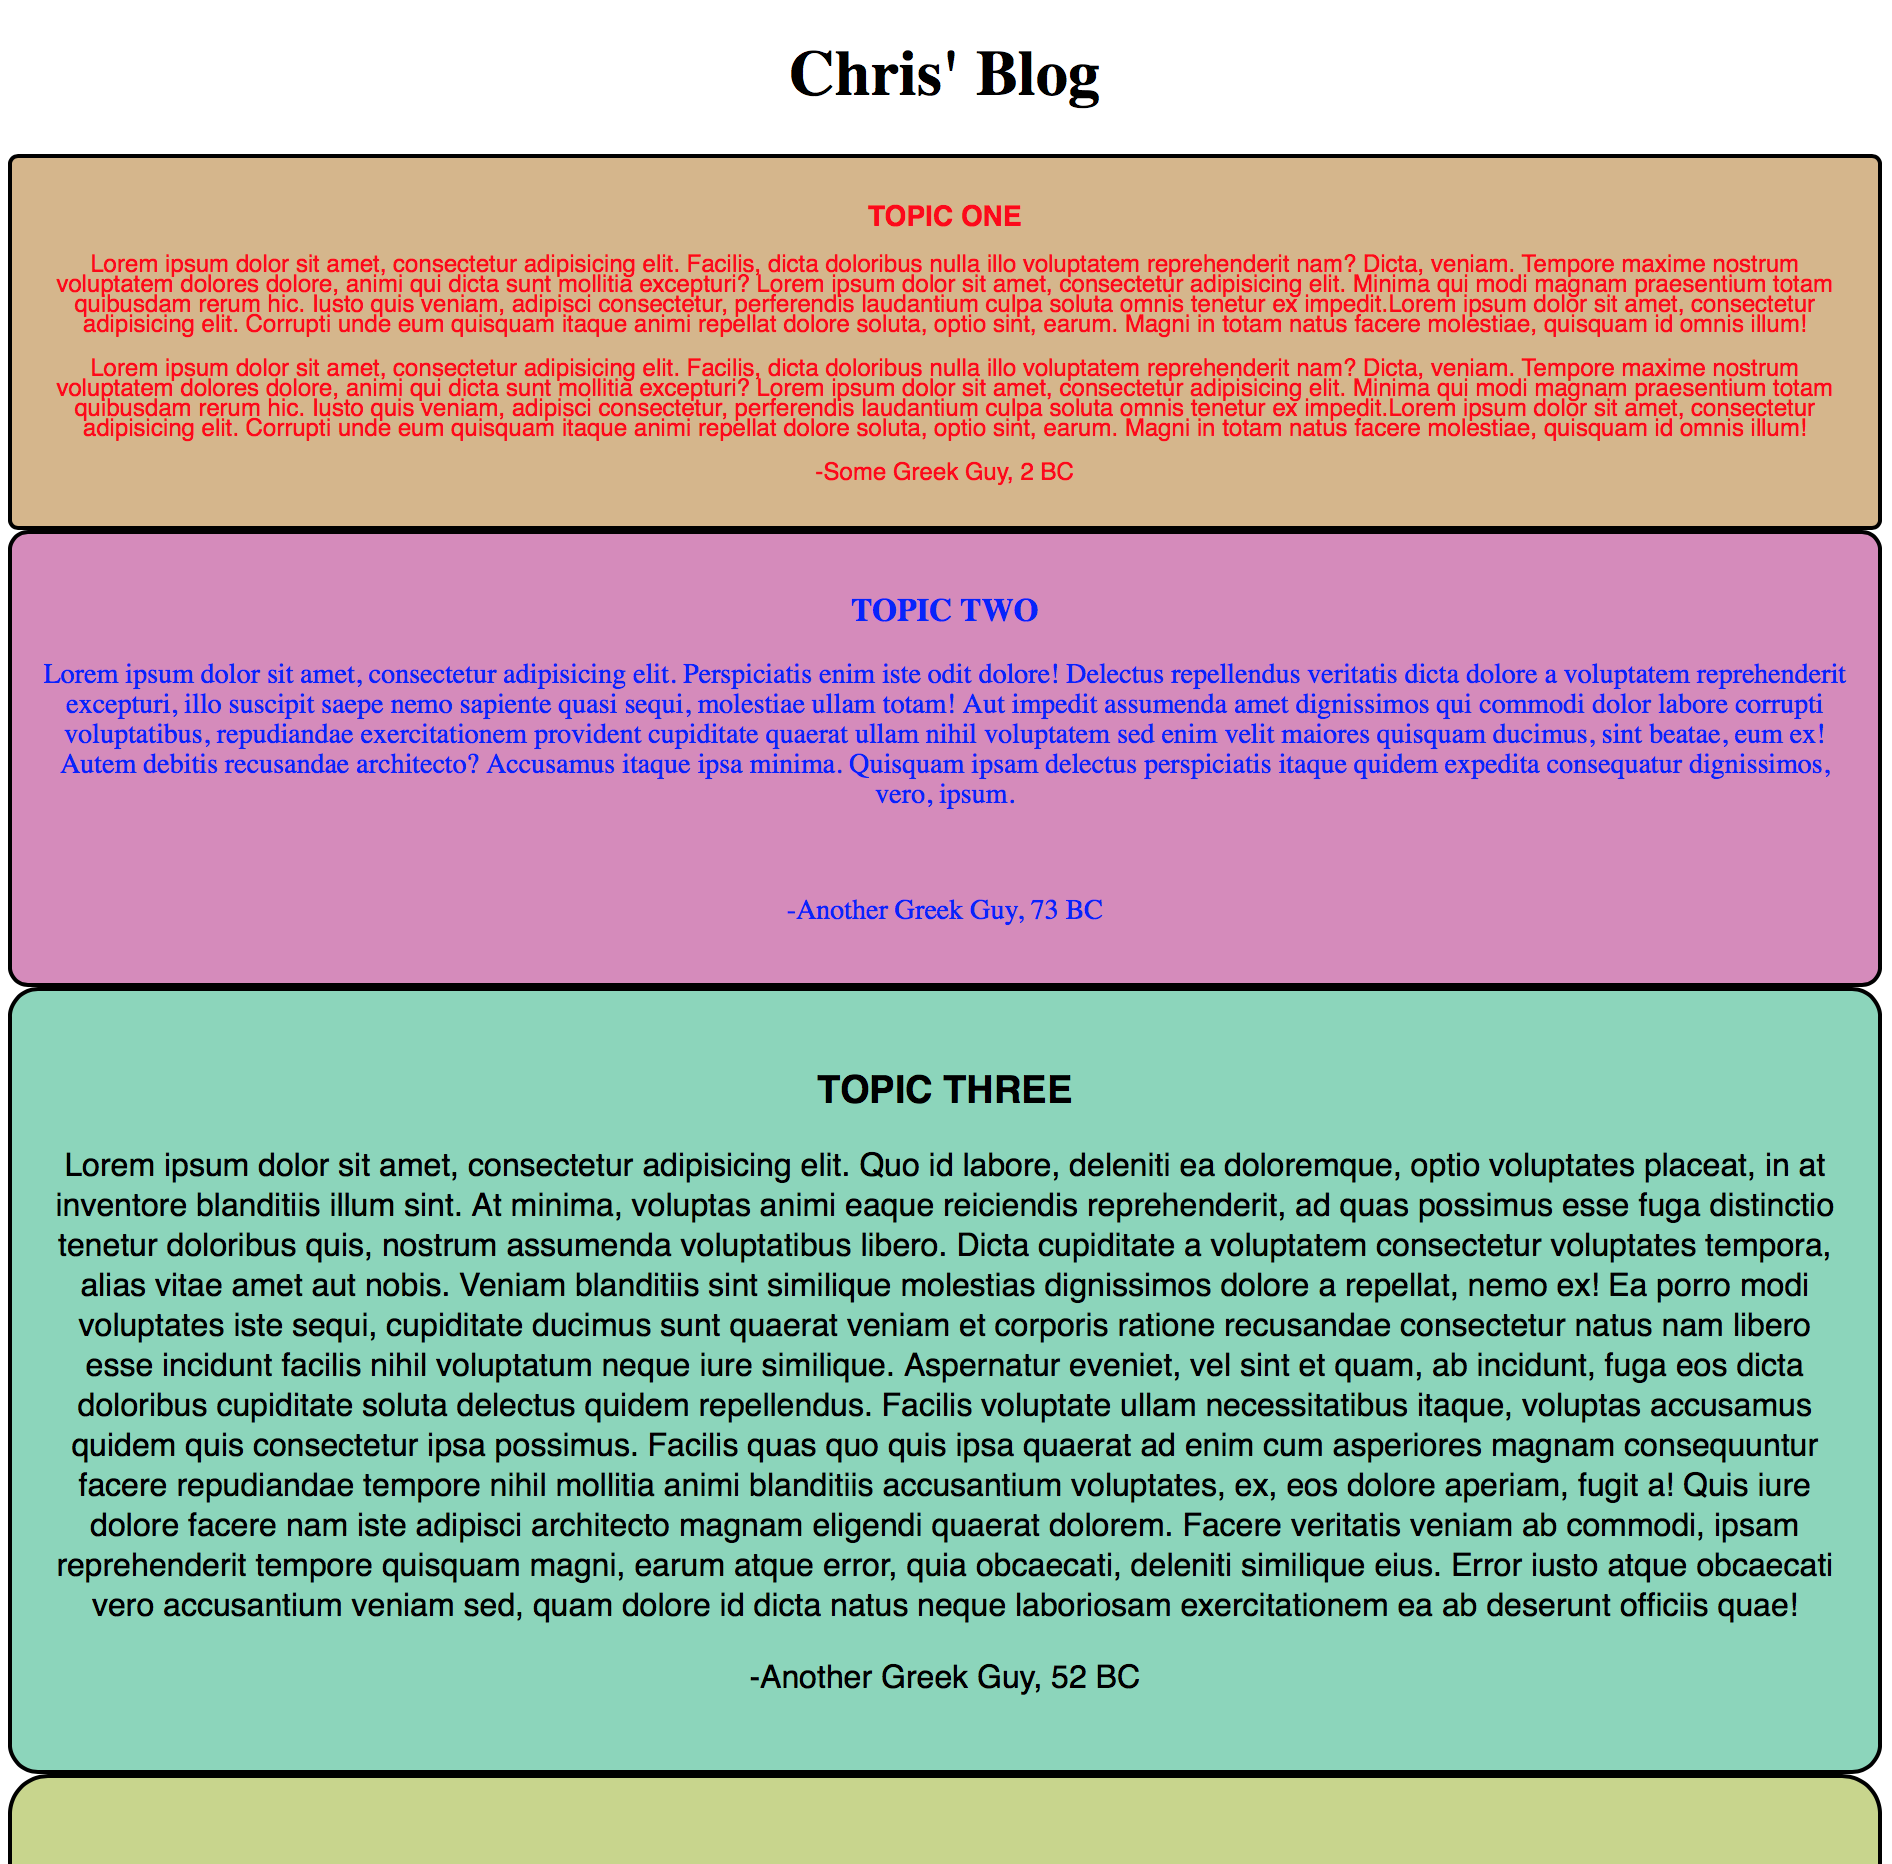 Chris' Blog
TOPIC ONE
Lorem ipsum dolor sit amet, consectetur adipisicing elit. Facilis, dicta doloribus nulla illo voluptatem reprehenderit nam? Dicta, veniam. Tempore maxime nostrum
voluptatem dolores dolore, animi qui dicta sunt mollitia excepturi? Lorem ipsum dolor sit amet, consectetur adipisicing elit. Minima qui modi magnam praesentium totam
quibusdam rerum hic. Iusto quis veniam, adipisci consectetur, perferendis laudantium culpa soluta omnis tenetur ex impedit.Lorem ipsum dolor sit amet, consectetur
adipisicing elit. Corrupti unde eum quisquam itaque animi repellat dolore soluta, optio sint, earum. Magni in totam natus facere molestiae, quisquam id omnis illum!
Lorem ipsum dolor sit amet, consectetur adipisicing elit. Facilis, dicta doloribus nulla illo voluptatem reprehenderit nam? Dicta, veniam. Tempore maxime nostrum
voluptatem dolores dolore, animi qui dicta sunt mollitia excepturi? Lorem ipsum dolor sit amet, consectetur adipisicing elit. Minima qui modi magnam praesentium totam
quibusdam rerum hic. Iusto quis veniam, adipisci consectetur, perferendis laudantium culpa soluta omnis tenetur ex impedit.Lorem ipsum dolor sit amet, consectetur
adipisicing elit. Corrupti unde eum quisquam itaque animi repellat dolore soluta, optio sint, earum. Magni in totam natus facere molestiae, quisquam id omnis illum!
-Some Greek Guy, 2 BC
TOPIC TWO
Lorem ipsum dolor sit amet, consectetur adipisicing elit. Perspiciatis enim iste odit dolore! Delectus repellendus veritatis dicta dolore a voluptatem reprehenderit
excepturi, illo suscipit saepe nemo sapiente quasi sequi, molestiae ullam totam! Aut impedit assumenda amet dignissimos qui commodi dolor labore corrupti
voluptatibus, repudiandae exercitationem provident cupiditate quaerat ullam nihil voluptatem sed enim velit maiores quisquam ducimus, sint beatae, eum ex!
Autem debitis recusandae architecto? Accusamus itaque ipsa minima. Quisquam ipsam delectus perspiciatis itaque quidem expedita consequatur dignissimos,
vero, ipsum.
-Another Greek Guy, 73 BC
TOPIC THREE
Lorem ipsum dolor sit amet, consectetur adipisicing elit. Quo id labore, deleniti ea doloremque, optio voluptates placeat, in at
inventore blanditiis illum sint. At minima, voluptas animi eaque reiciendis reprehenderit, ad quas possimus esse fuga distinctio
tenetur doloribus quis, nostrum assumenda voluptatibus libero. Dicta cupiditate a voluptatem consectetur voluptates tempora,
alias vitae amet aut nobis. Veniam blanditiis sint similique molestias dignissimos dolore a repellat, nemo ex! Ea porro modi
voluptates iste sequi, cupiditate ducimus sunt quaerat veniam et corporis ratione recusandae consectetur natus nam libero
esse incidunt facilis nihil voluptatum neque iure similique. Aspernatur eveniet, vel sint et quam, ab incidunt, fuga eos dicta
doloribus cupiditate soluta delectus quidem repellendus. Facilis voluptate ullam necessitatibus itaque, voluptas accusamus
quidem quis consectetur ipsa possimus. Facilis quas quo quis ipsa quaerat ad enim cum asperiores magnam consequuntur
facere repudiandae tempore nihil mollitia animi blanditiis accusantium voluptates, ex, eos dolore aperiam, fugit a! Quis iure
dolore facere nam iste adipisci architecto magnam eligendi quaerat dolorem. Facere veritatis veniam ab commodi, ipsam
reprehenderit tempore quisquam magni, earum atque error, quia obcaecati, deleniti similique eius. Error iusto atque obcaecati
vero accusantium veniam sed, quam dolore id dicta natus neque laboriosam exercitationem ea ab deserunt officiis quae!
-Another Greek Guy, 52 BC